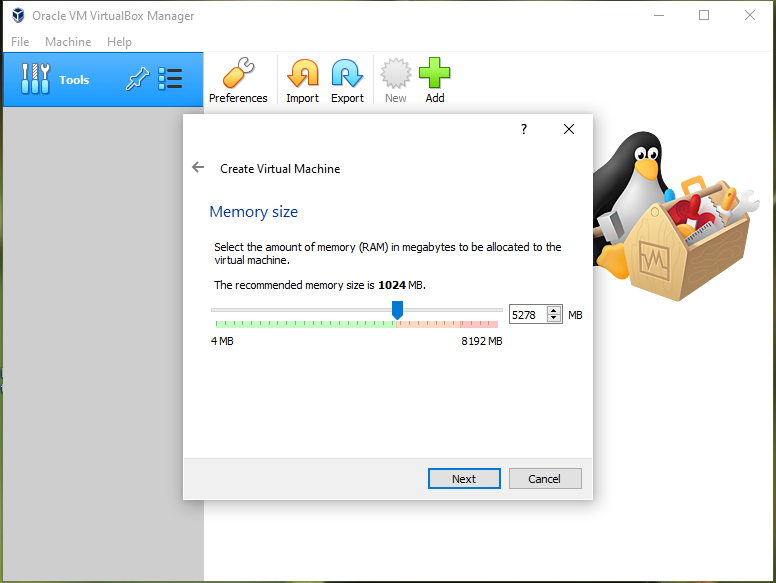 Oracle VM VirtualBox Manager
File Machine Help
Tools
Preferences Import Export New Add
?
Create Virtual Machine
Memory size
Select the amount of memory (RAM) in megabytes to be allocated to the
virtual machine.
The recommended memory size is 1024 MB.
5278 MB
4 MB 8192 MB
Next Cancel